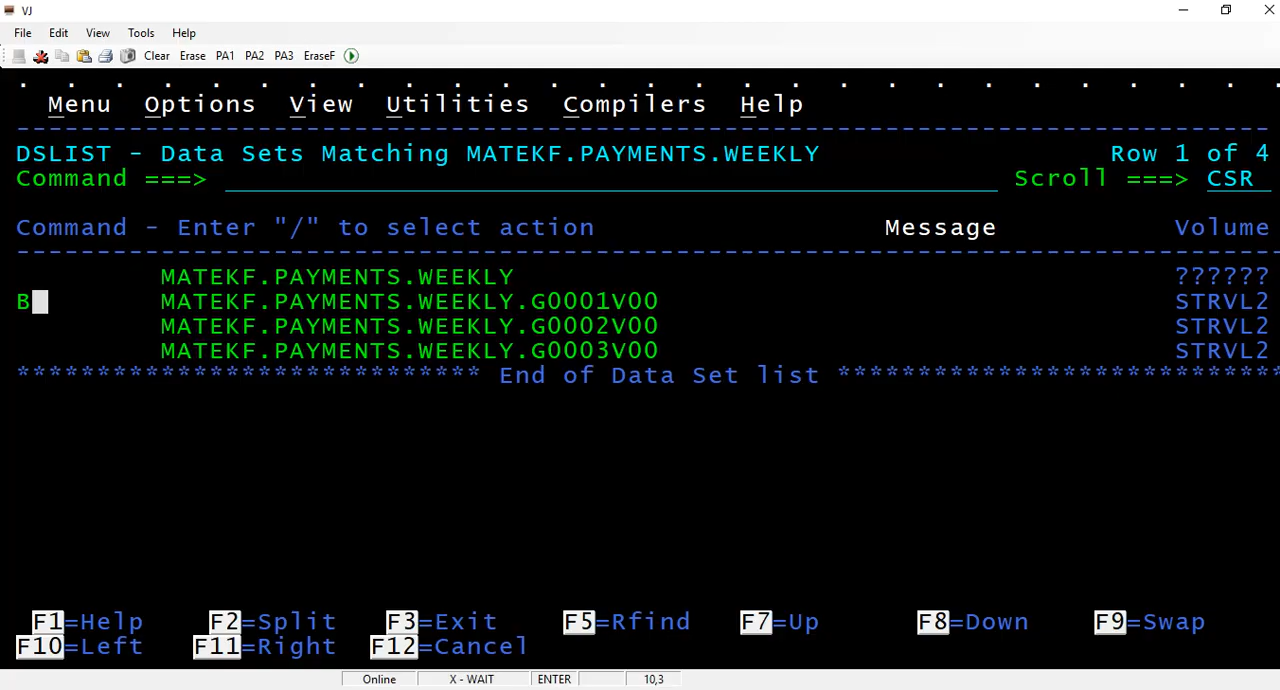 VJ
File Edit View Tools Help
Clear Erase PA1 PA2 PA3 EraseF
. . . . . . . . . . . . . . . . . . . . . . . . . . .
Menu Options View Utilities Compilers Help
-------------------------------------------------------------------------------
DSLIST - Data Sets Matching MATEKF.PAYMENTS.WEEKLY Row 1 of 4
Command ===> Scroll ===> CSR
Command - Enter "/" to select action Message Volume
-------------------------------------------------------------------------------
MATEKF.PAYMENTS.WEEKLY ??????
B MATEKF.PAYMENTS.WEEKLY.G0001V00 STRVL2
MATEKF.PAYMENTS.WEEKLY.G0002V00 STRVL2
MATEKF.PAYMENTS.WEEKLY.G0003V00 STRVL2
***************************** End of Data Set list ****************************
F1=Help F2=Split F3=Exit F5=Rfind F7=Up F8=Down F9=Swap
F10=Left F11=Right F12=Cancel
Online X - WAIT ENTER 10,3